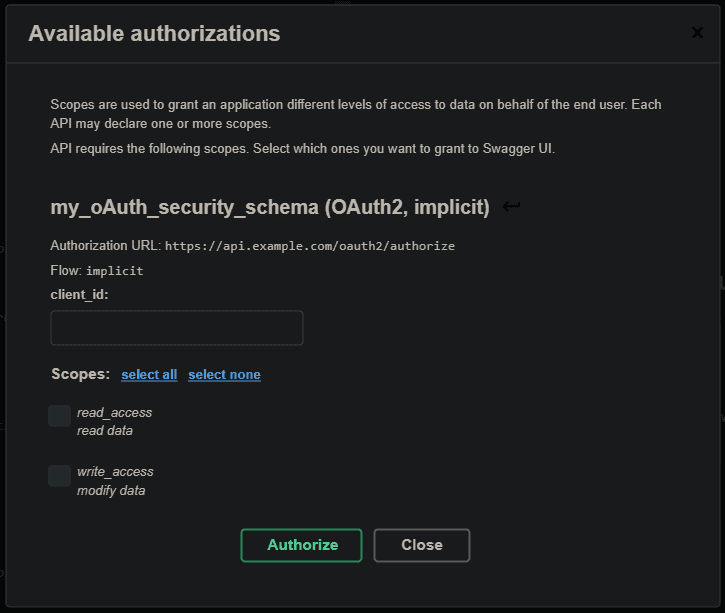 Available authorizations
Scopes are used to grant an application different levels of access to data on behalf of the end user. Each
API may declare one or more scopes.
API requires the following scopes. Select which ones you want to grant to Swagger UI.
my_oAuth_security_schema (OAuth2, implicit)
Authorization URL: https://api.example.com/oauth2/authorize
Flow: implicit
client_id:
Scopes: select all select none
read_access
read data
write_access
modify data
Authorize Close